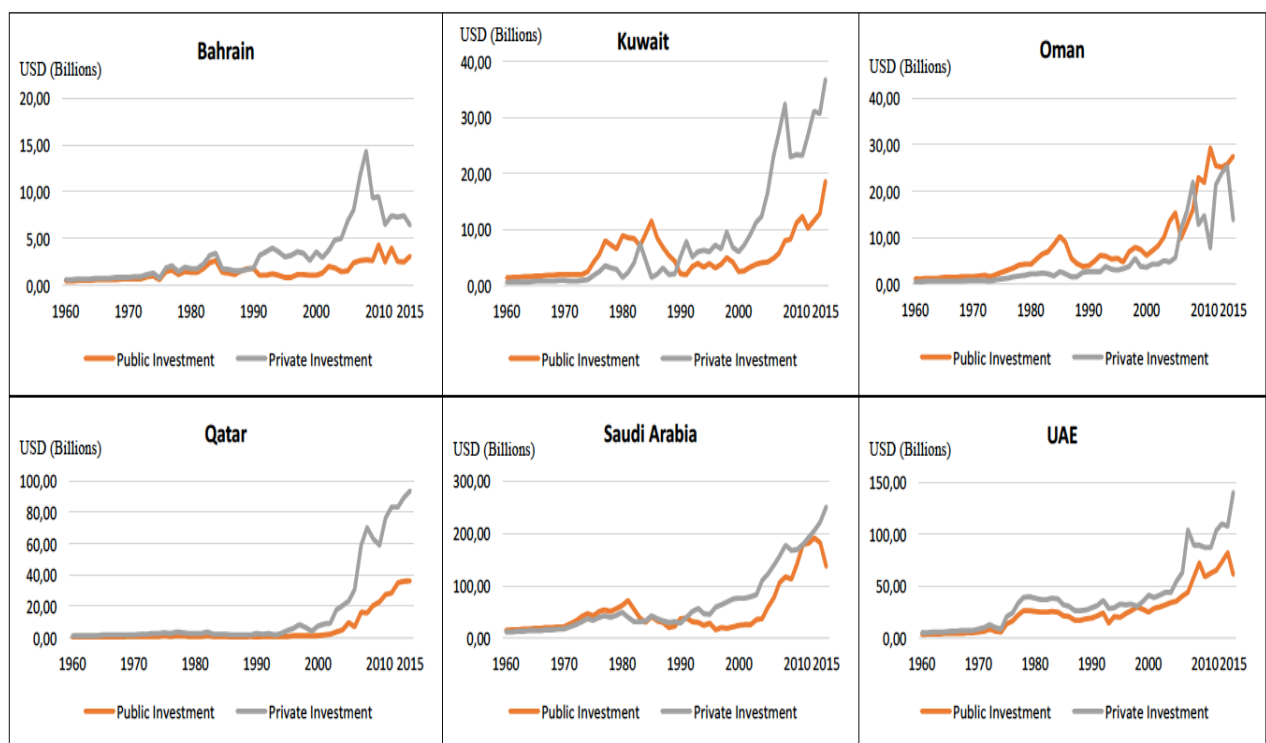 Bahrain
USD (Billions)
20,00
15,00
10,00
5,00
0,00
1960 1970 1980 1990 2000 2010 2015
Public Investment Private Investment
Kuwait
USD (Billions)
40,00
30,00
20,00
10,00
0,00
1960 1970 1980 1990 2000 2010 2015
Public Investment Private Investment
Oman
USD (Billions)
40,00
30,00
20,00
10,00
0,00
1960 1970 1980 1990 2000 2010 2015
Public Investment Private Investment
Qatar
USD (Billions)
100,00
80,00
60,00
40,00
20,00
0,00
1960 1970 1980 1990 2000 2010 2015
Public Investment Private Investment
Saudi Arabia
USD (Billions)
300,00
200,00
100,00
0,00
1960 1970 1980 1990 2000 2010 2015
Public Investment Private Investment
UAE
USD (Billions)
150,00
100,00
50,00
0,00
1960 1970 1980 1990 2000 2010 2015
Public Investment Private Investment